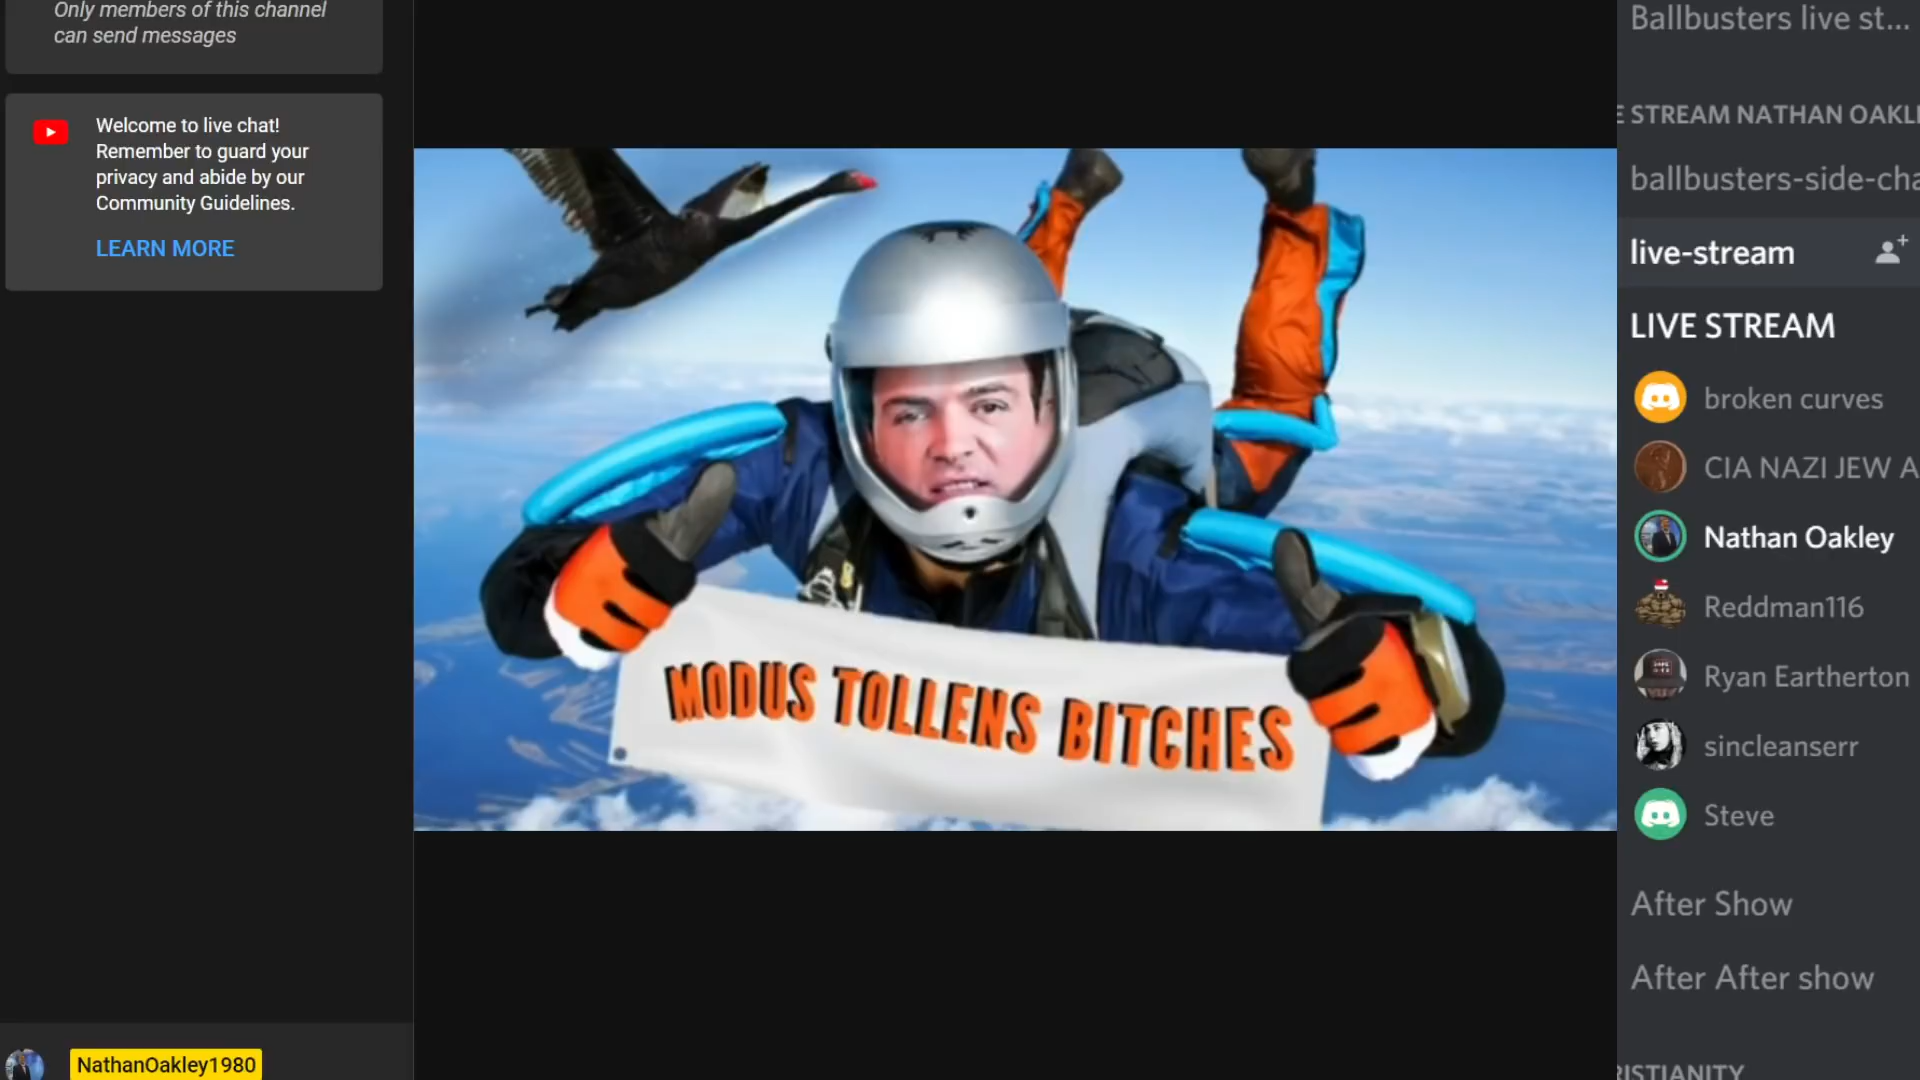 Only members of this channel
can send messages
Welcome to live chat!
Remember to guard your
privacy and abide by our
Community Guidelines.
LEARN MORE
NathanOakley1980
MODUS TOLLENS BITCHES
Ballbusters live st...
E STREAM NATHAN OAKL
ballbusters-side-cha
live-stream
LIVE STREAM
broken curves
CIA NAZI JEW A
Nathan Oakley
Reddman116
Ryan Eartherton
sincleanserr
Steve
After Show
After After show
RISTIANITY